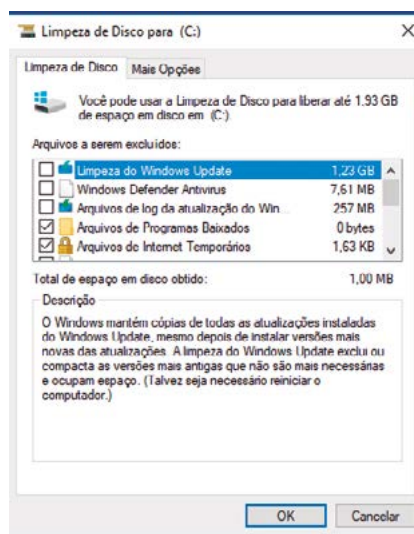 Limpeza de Disco para (C:)
Limpeza de Disco Mais Opções
Você pode usar a Limpeza de Disco para liberar até 1.93 GB
de espaço em disco em (C:)
Arquivos a serem excluídos:
Limpeza do Windows Update 1,23 GB
Windows Defender Antivirus 7,61 MB
Arquivos de log da atualização do Win... 257 MB
Arquivos de Programas Baixados 0 bytes
Arquivos de Internet Temporários 1,63 KB
Total de espaço em disco obtido: 1,00 MB
Descrição
O Windows mantém cópias de todas as atualizações instaladas
do Windows Update, mesmo depois de instalar versões mais
novas das atualizações. A limpeza do Windows Update exclui ou
compacta as versões mais antigas que não são mais necessárias
e ocupam espaço. (Talvez seja necessário reiniciar o
computador.)
OK Cancelar